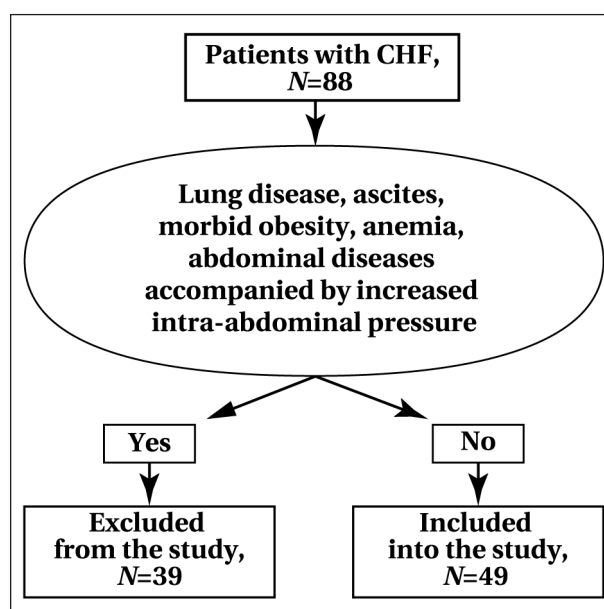 Patients with CHF,
N=88
Lung disease, ascites,
morbid obesity, anemia,
abdominal diseases
accompanied by increased
intra-abdominal pressure
Yes
No
Excluded
from the study,
N=39
Included
into the study,
N=49